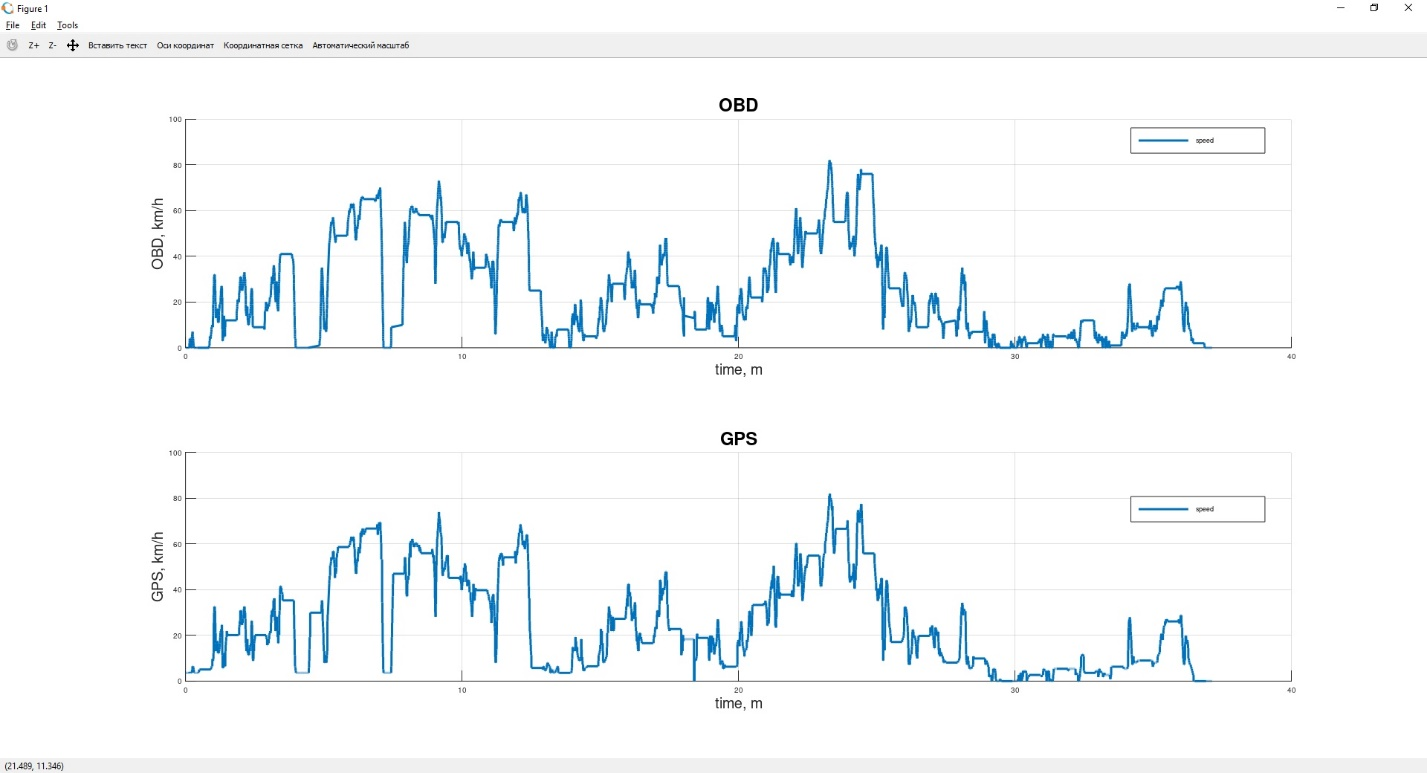 Figure 1
File Edit Tools
Z+ Z- Вставить текст Оси координат Координатная сетка Автоматический масштаб
OBD
100
80
60
40
20
0
OBD, km/h
speed
0 10 20 30 40
time, m
GPS
100
80
60
40
20
0
GPS, km/h
speed
0 10 20 30 40
time, m
(21.489, 11.346)